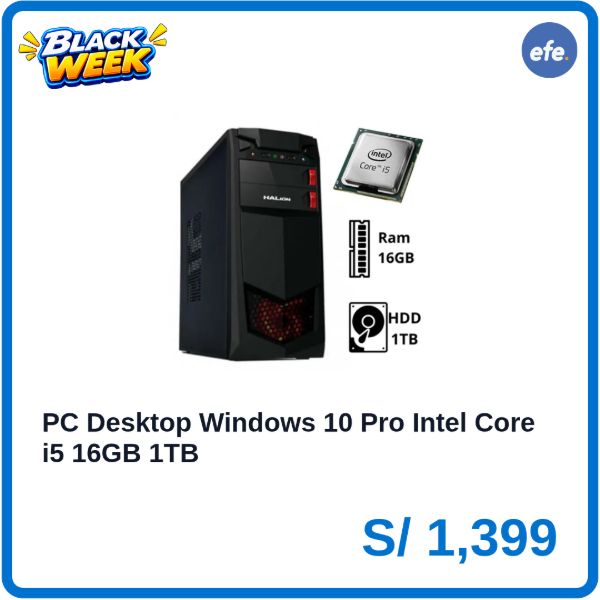 BLACK
WEEK
efe.
intel
Core™ i5
HALION
Ram
16GB
HDD
1TB
PC Desktop Windows 10 Pro Intel Core
i5 16GB 1TB
S/ 1,399